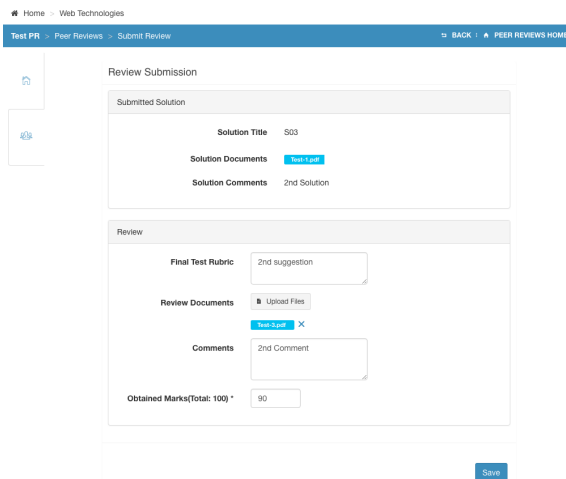 Home > Web Technologies
Test PR > Peer Reviews > Submit Review BACK | PEER REVIEWS HOME
Review Submission
Submitted Solution
Solution Title S03
Solution Documents Test-1.pdf
Solution Comments 2nd Solution
Review
Final Test Rubric 2nd suggestion
Review Documents Upload Files
Test-3.pdf ✕
Comments 2nd Comment
Obtained Marks(Total: 100) * 90
Save